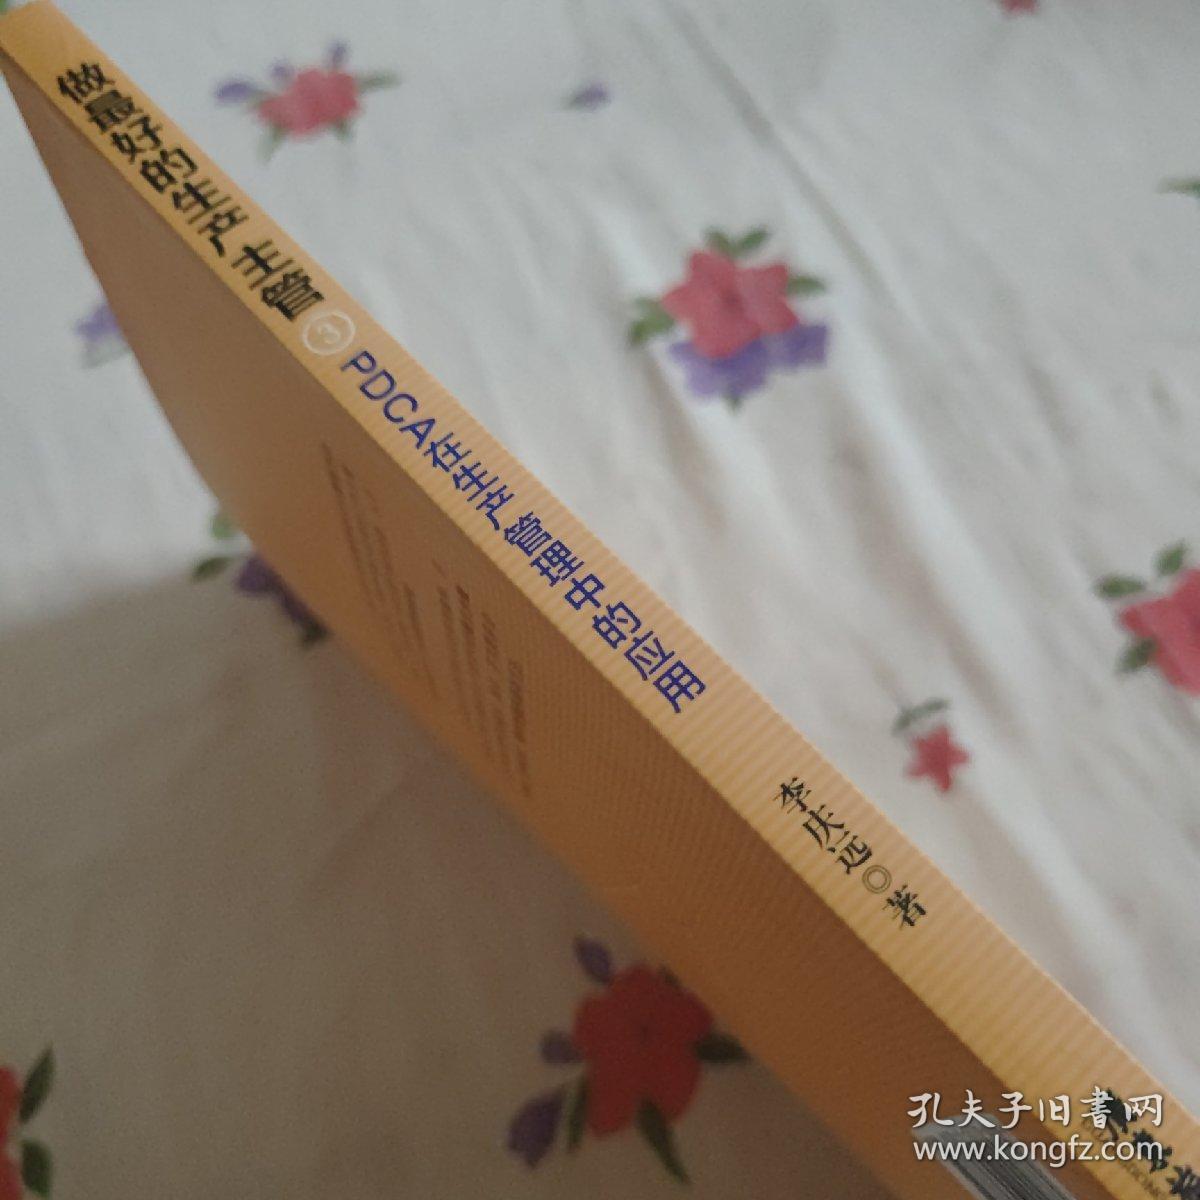 做最好的生产主管③PDCA在生产管理中的应用
李庆远◎著
孔夫子旧書网
www.kongfz.com